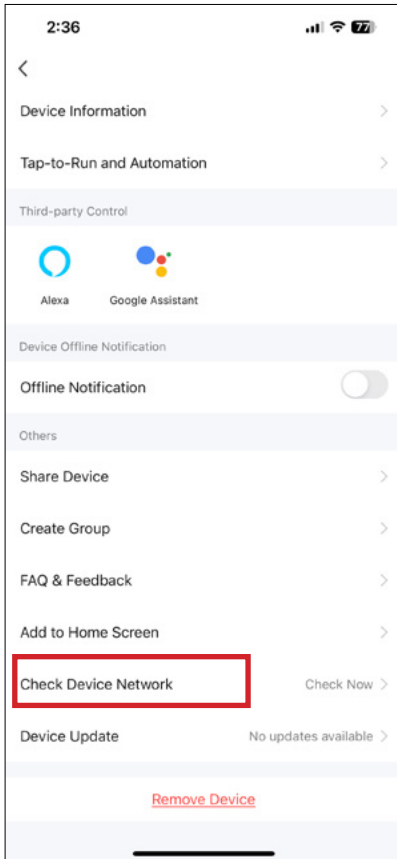 2:36
77
Device Information
Tap-to-Run and Automation
Third-party Control
Alexa Google Assistant
Device Offline Notification
Offline Notification
Others
Share Device
Create Group
FAQ & Feedback
Add to Home Screen
Check Device Network Check Now
Device Update No updates available
Remove Device